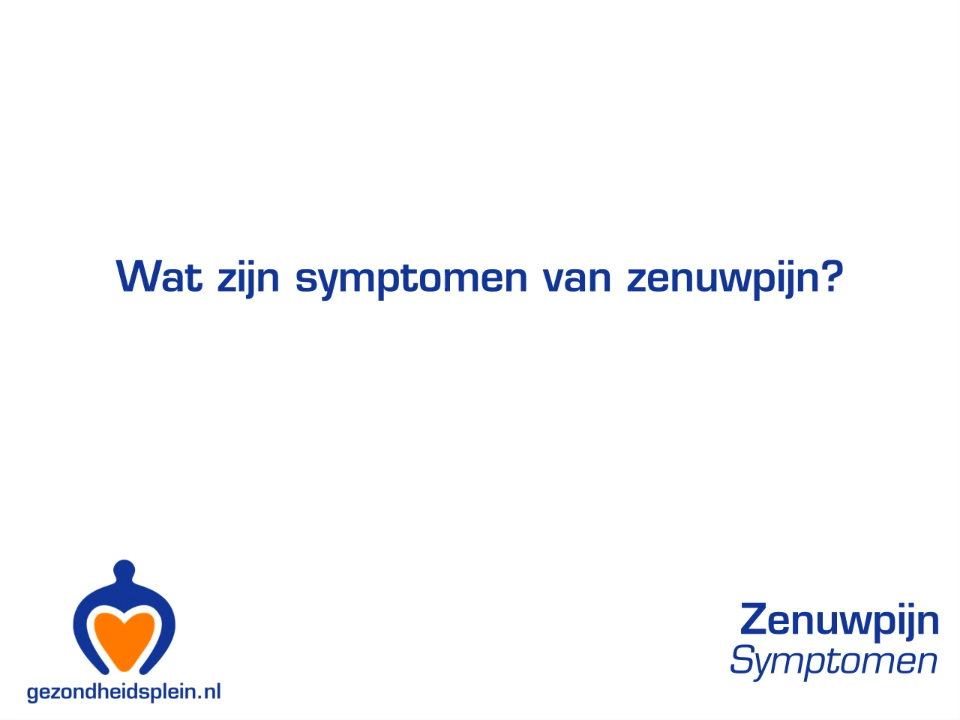 Wat zijn symptomen van zenuwpijn?
gezondheidsplein.nl
Zenuwpijn
Symptomen